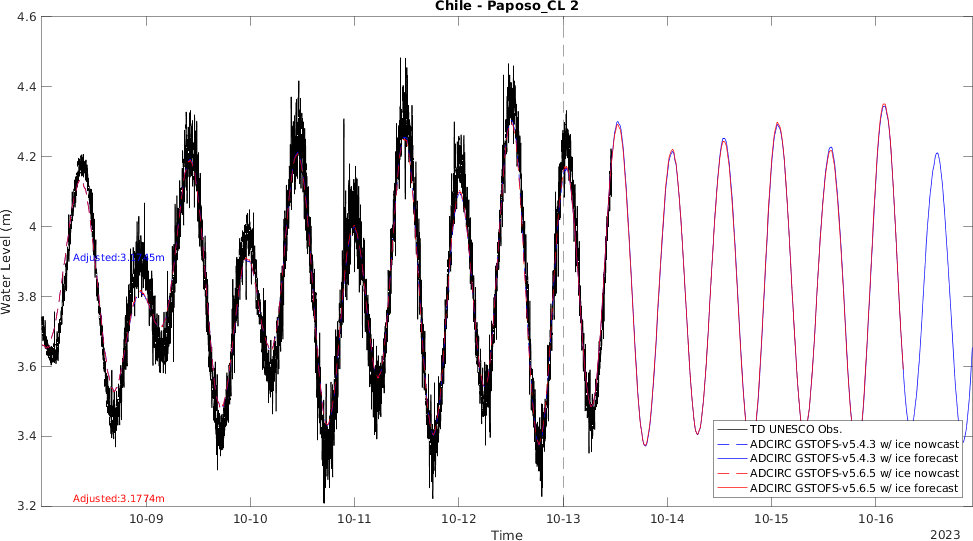 Chile - Paposo_CL 2
4.6
4.4
4.2
4
3.8
3.6
3.4
3.2
Water Level (m)
Adjusted:3.1774m
TD UNESCO Obs.
ADCIRC GSTOFS-v5.4.3 w/ ice nowcast
ADCIRC GSTOFS-v5.4.3 w/ ice forecast
ADCIRC GSTOFS-v5.6.5 w/ ice nowcast
ADCIRC GSTOFS-v5.6.5 w/ ice forecast
10-09 10-10 10-11 10-12 10-13 10-14 10-15 10-16
Time
2023